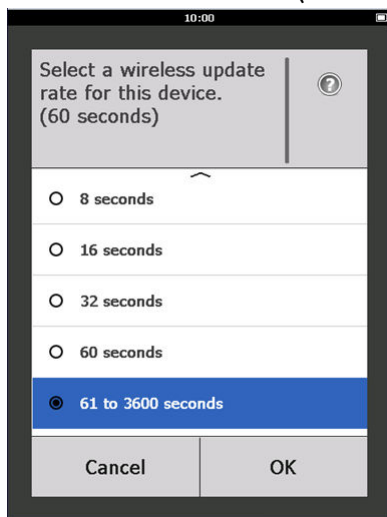 10:00
Select a wireless update
rate for this device.
(60 seconds)
?
8 seconds
16 seconds
32 seconds
60 seconds
61 to 3600 seconds
Cancel
OK